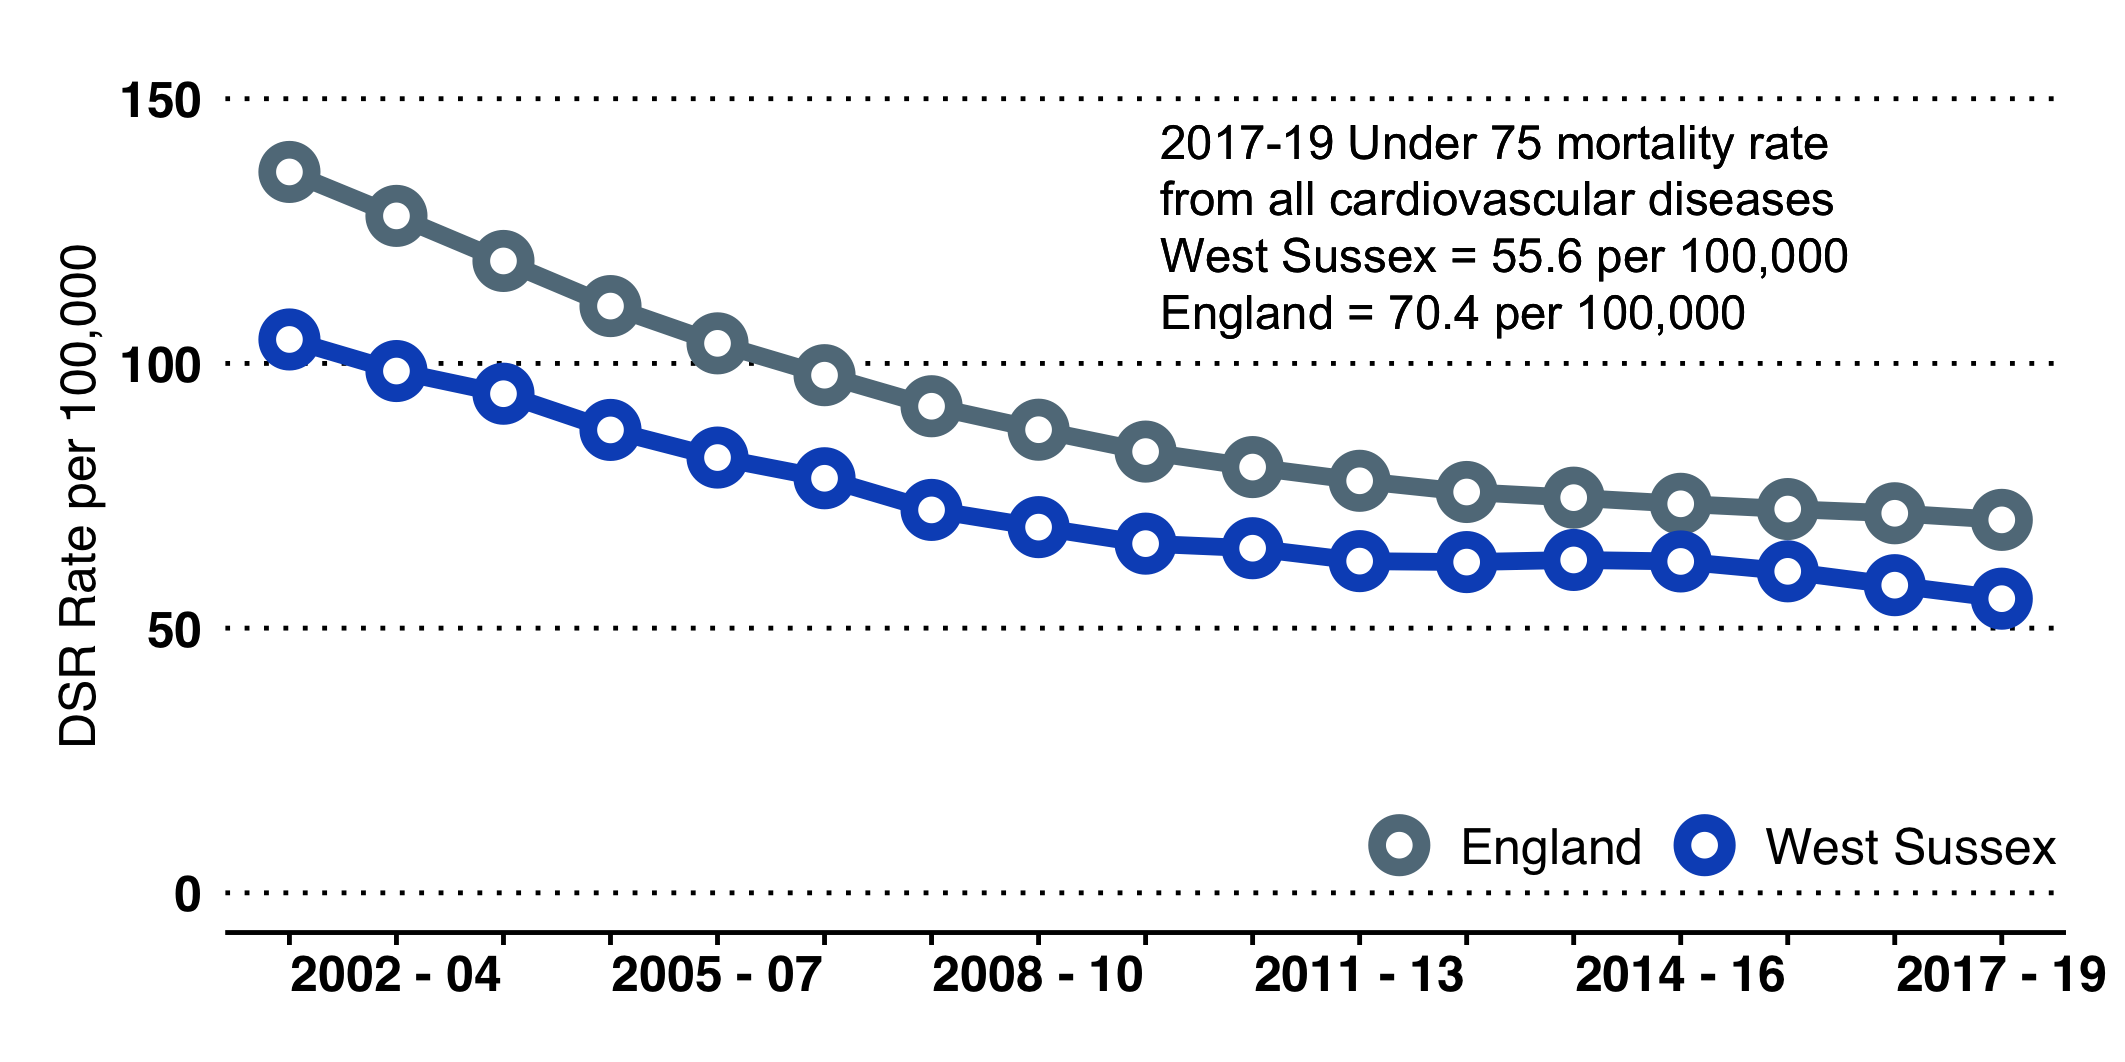 150
2017-19 Under 75 mortality rate
from all cardiovascular diseases
West Sussex = 55.6 per 100,000
England = 70.4 per 100,000
DSR Rate per 100,000
100
50
England West Sussex
0
2002 - 04 2005 - 07 2008 - 10 2011 - 13 2014 - 16 2017 - 19